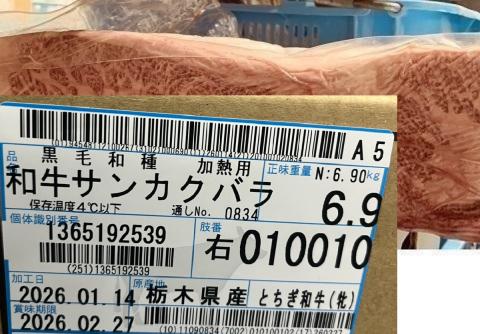 A5
品名 黒毛和種 加熱用
和牛サンカクバラ
正味重量 N:6.90kg
6.9
保存温度4℃以下 通しNo. 0834
個体識別番号
1365192539
(251)1365192539
肢番
右010010
加工日
2026.01.14
原産地
栃木県産 とちぎ和牛(牝)
賞味期限
2026.02.27